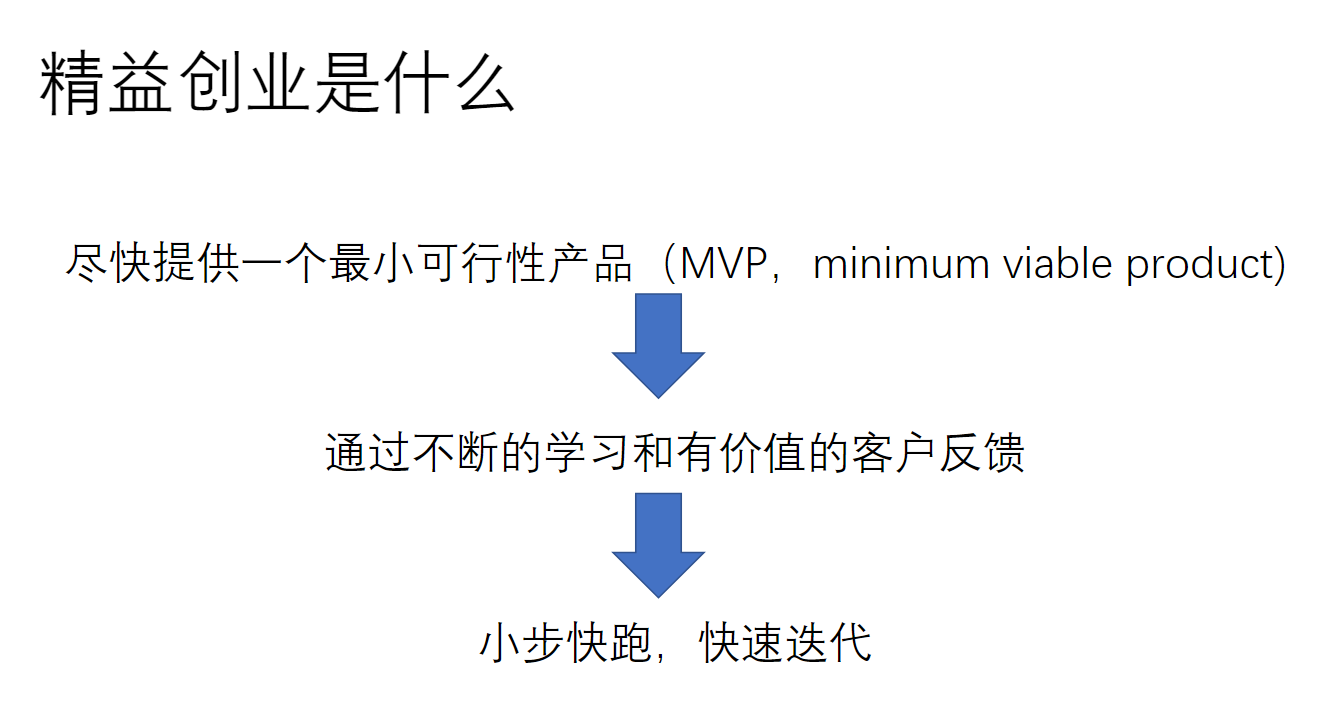 精益创业是什么
尽快提供一个最小可行性产品（MVP，minimum viable product)
通过不断的学习和有价值的客户反馈
小步快跑，快速迭代